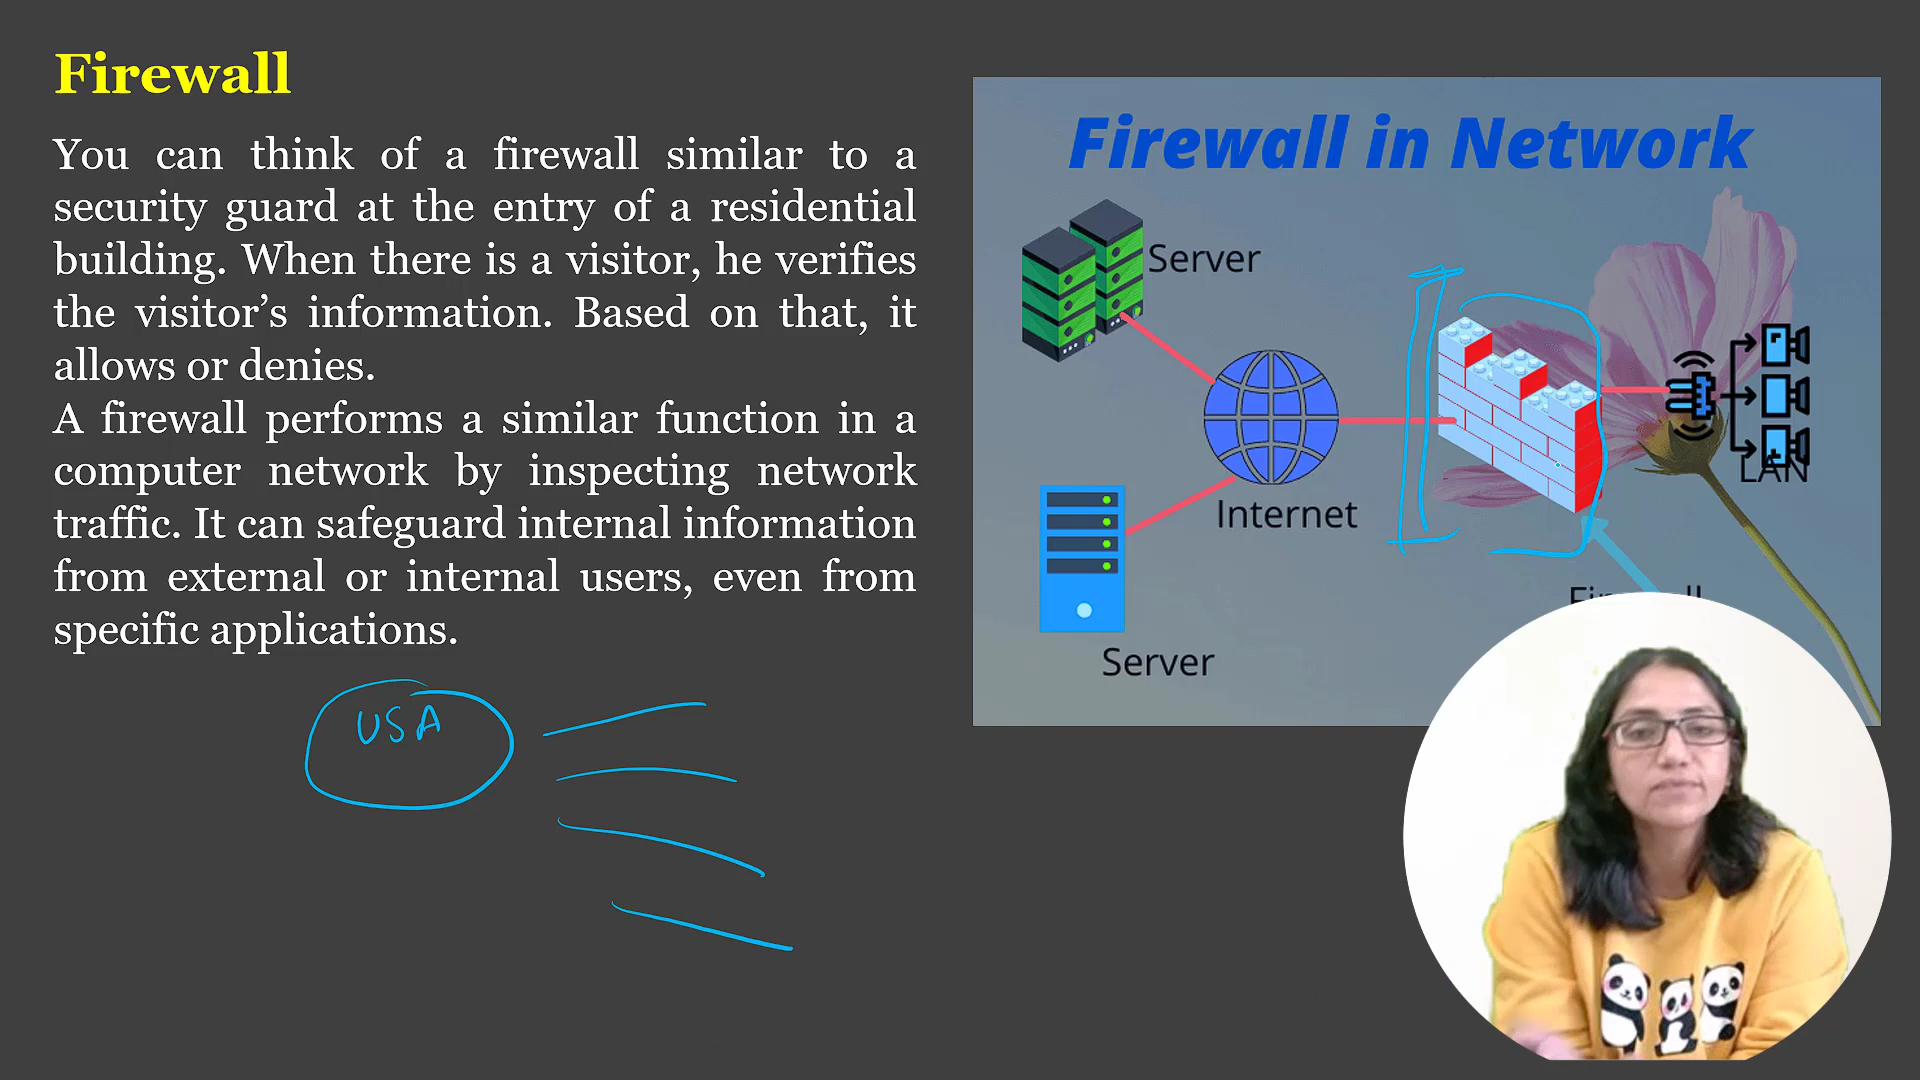 Firewall
You can think of a firewall similar to a
security guard at the entry of a residential
building. When there is a visitor, he verifies
the visitor’s information. Based on that, it
allows or denies.
A firewall performs a similar function in a
computer network by inspecting network
traffic. It can safeguard internal information
from external or internal users, even from
specific applications.
USA
Firewall in Network
Server
Internet
LAN
Server